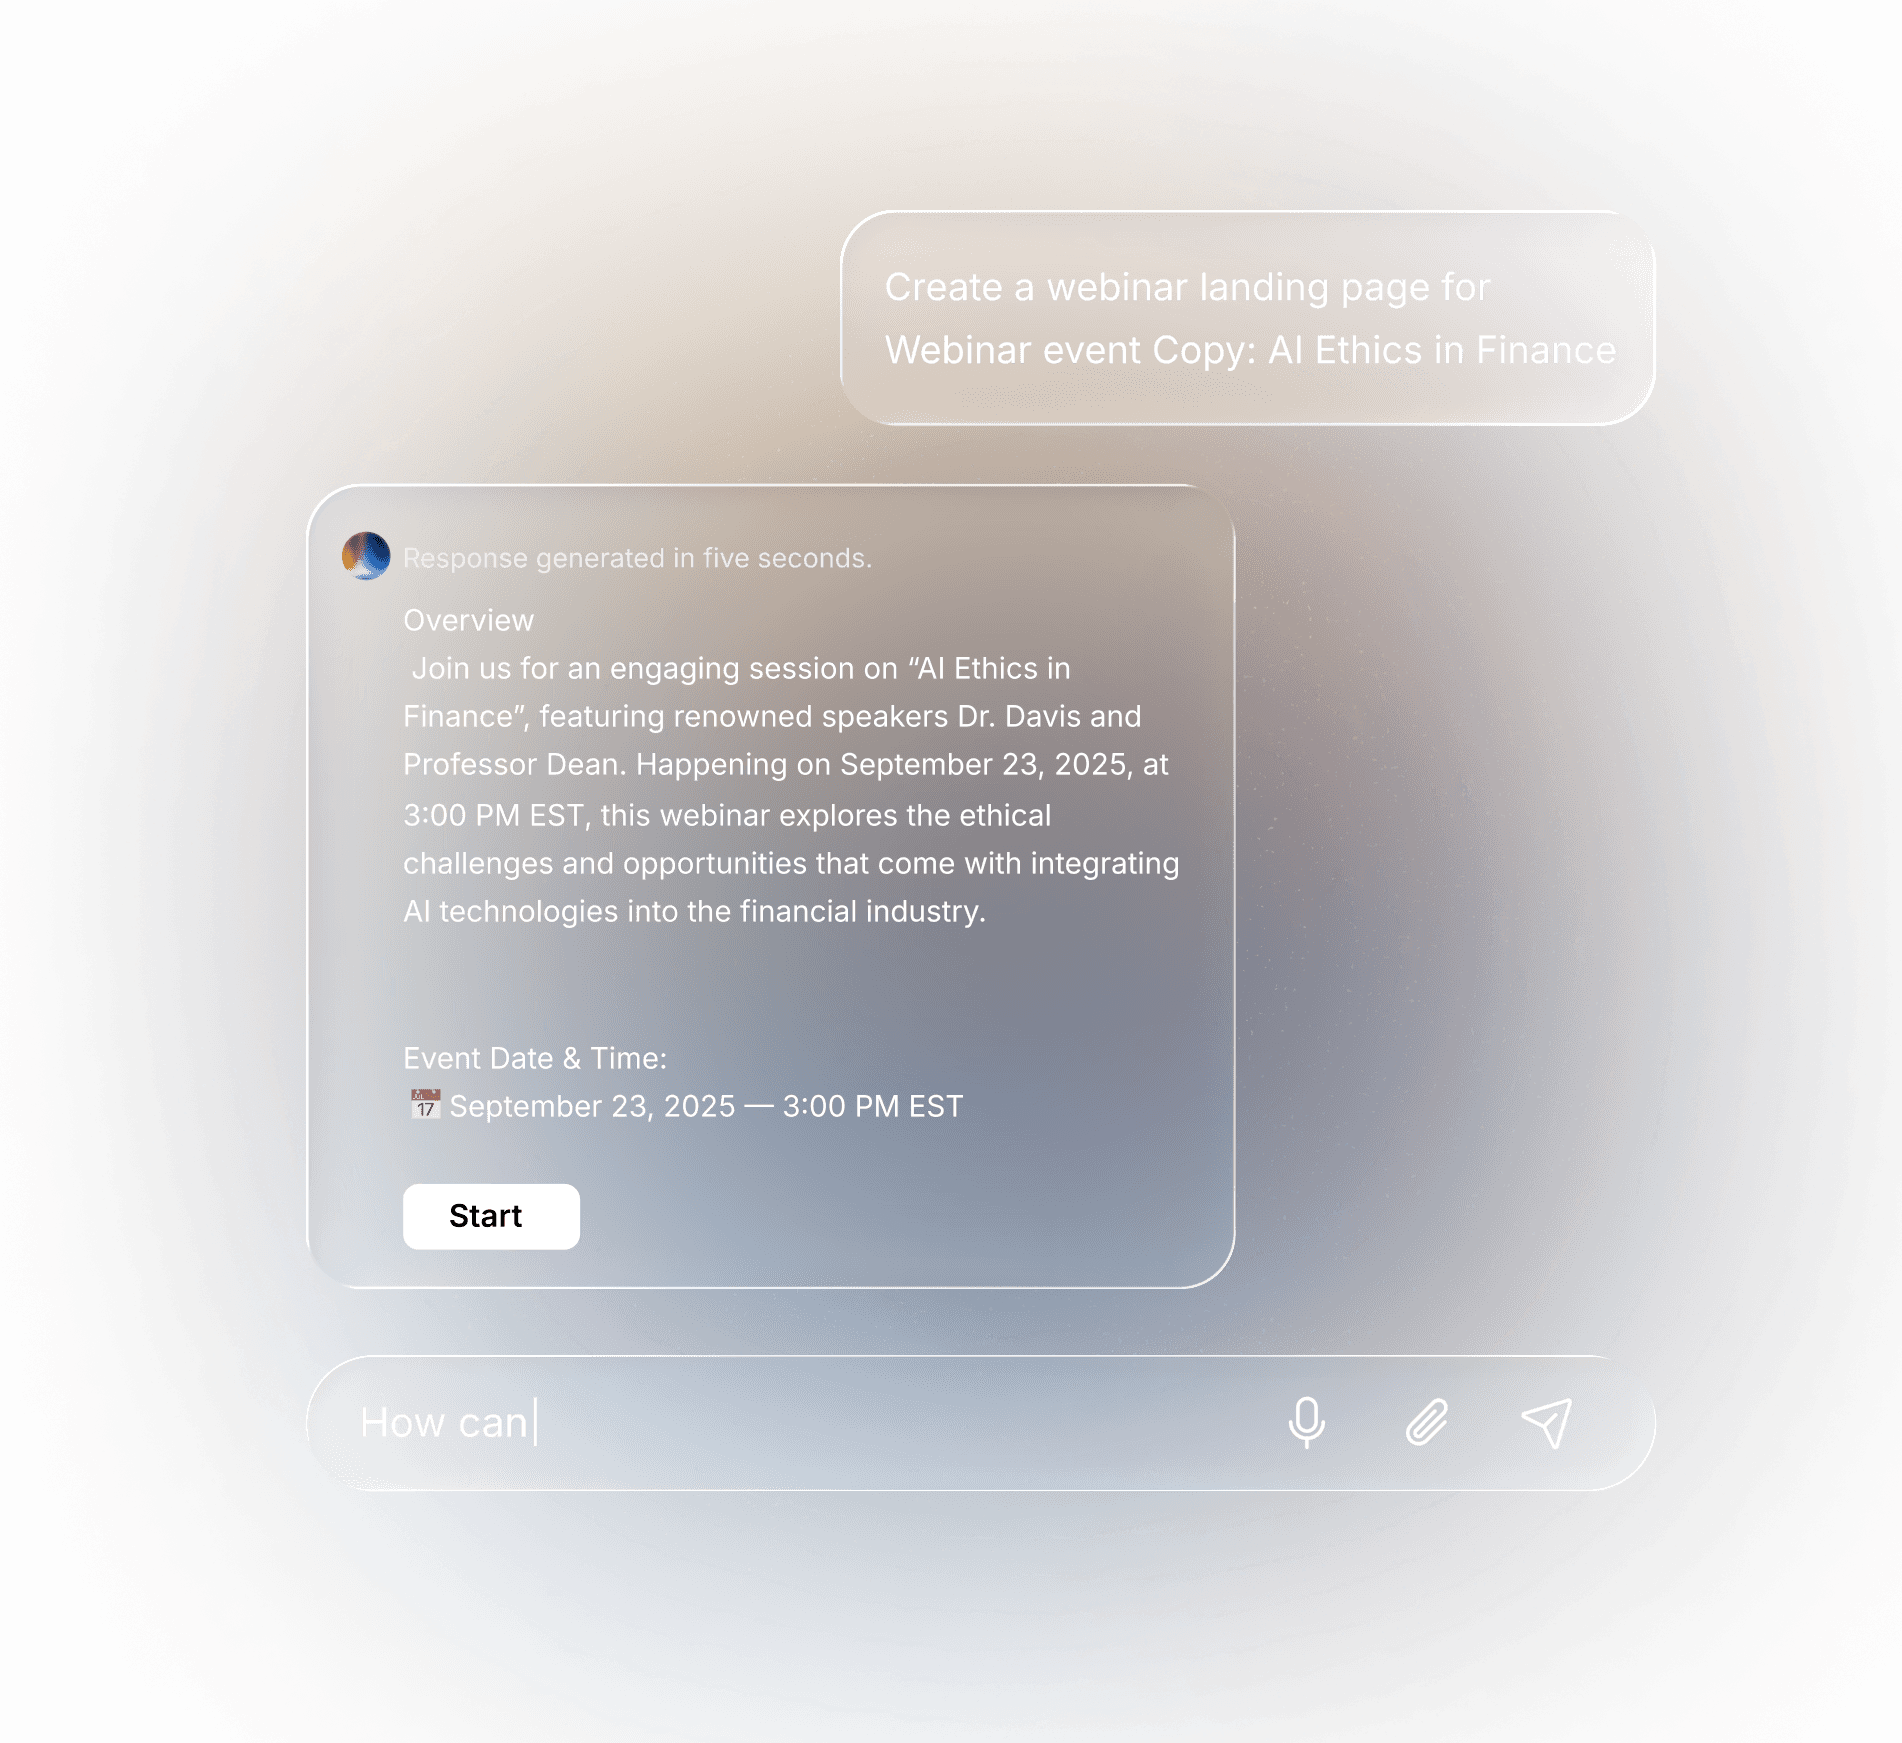 Create a webinar landing page for
Webinar event Copy: AI Ethics in Finance
Response generated in five seconds.
Overview
Join us for an engaging session on “AI Ethics in
Finance”, featuring renowned speakers Dr. Davis and
Professor Dean. Happening on September 23, 2025, at
3:00 PM EST, this webinar explores the ethical
challenges and opportunities that come with integrating
AI technologies into the financial industry.
Event Date & Time:
📅 September 23, 2025 — 3:00 PM EST
Start
How can